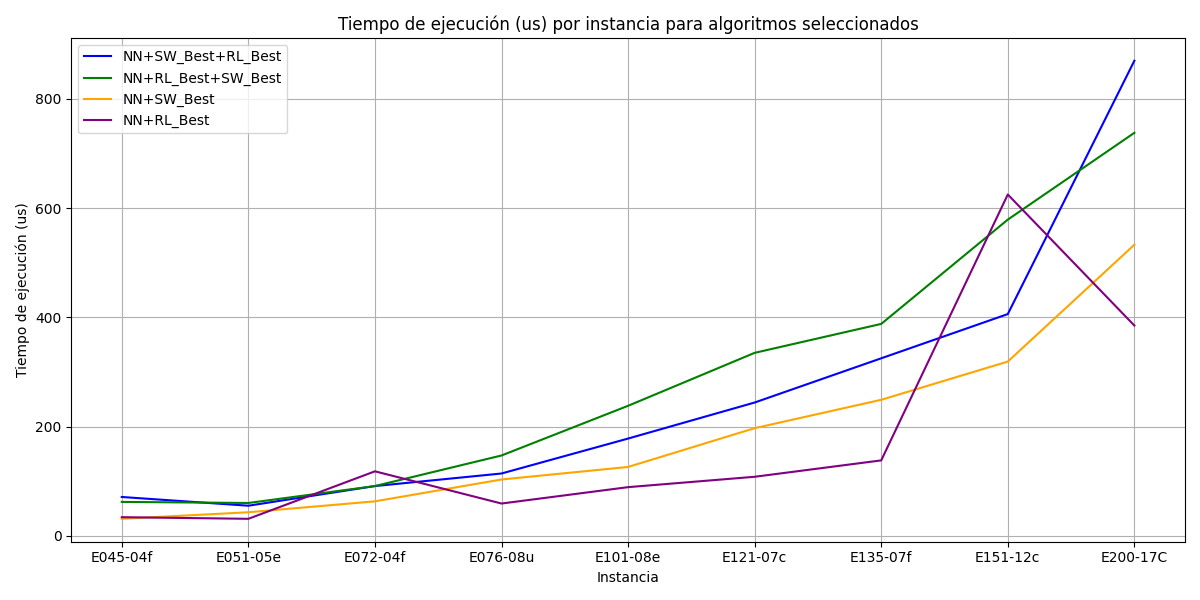 Tiempo de ejecución (us) por instancia para algoritmos seleccionados
NN+SW_Best+RL_Best
NN+RL_Best+SW_Best
NN+SW_Best
NN+RL_Best
Tiempo de ejecución (us)
800
600
400
200
0
E045-04f
E051-05e
E072-04f
E076-08u
E101-08e
E121-07c
E135-07f
E151-12c
E200-17C
Instancia